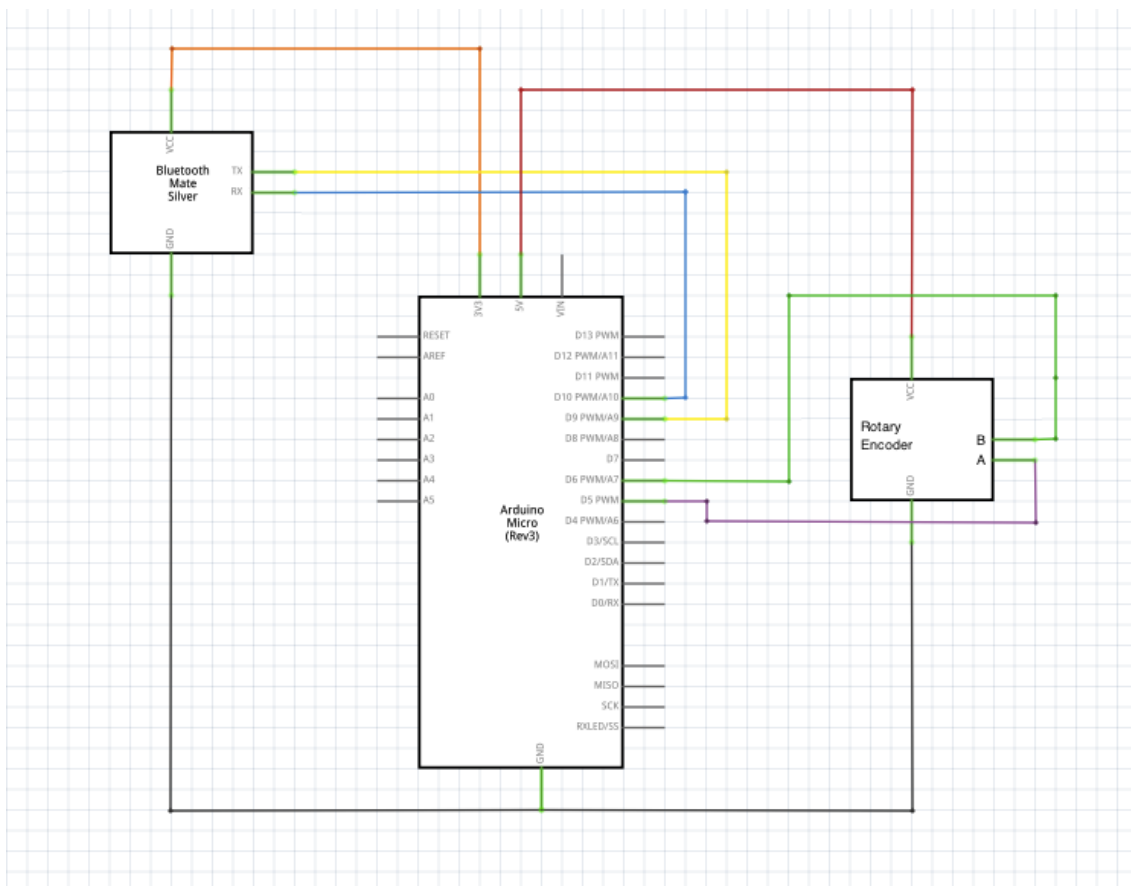 VCC
Bluetooth
Mate
Silver
TX
RX
GND
3V3
5V
VIN
RESET
AREF
A0
A1
A2
A3
A4
A5
D13 PWM
D12 PWM/A11
D11 PWM
D10 PWM/A10
D9 PWM/A9
D8 PWM/A8
D7
D6 PWM/A7
D5 PWM
D4 PWM/A6
D3/SCL
D2/SDA
D1/TX
D0/RX
MOSI
MISO
SCK
RXLED/SS
Arduino
Micro
(Rev3)
GND
VCC
Rotary
Encoder
B
A
GND